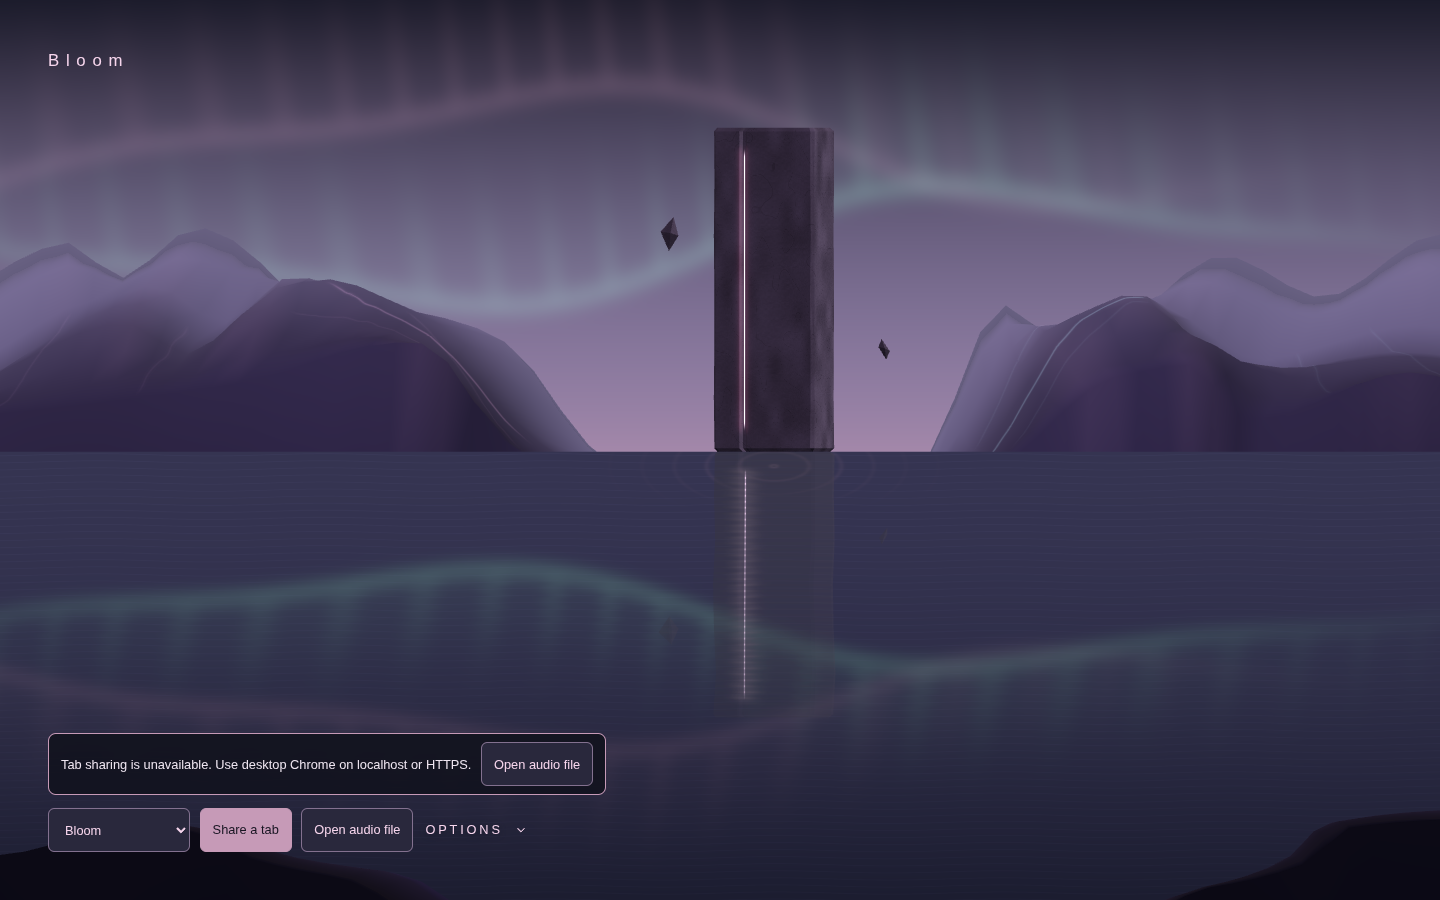 Bloom
Tab sharing is unavailable. Use desktop Chrome on localhost or HTTPS. Open audio file
Bloom Share a tab Open audio file OPTIONS